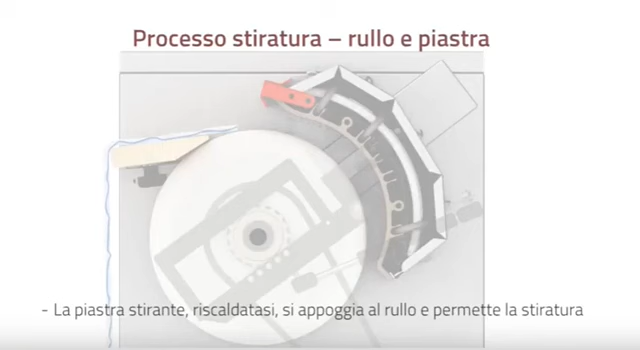 Processo stiratura – rullo e piastra
- La piastra stirante, riscaldatasi, si appoggia al rullo e permette la stiratura